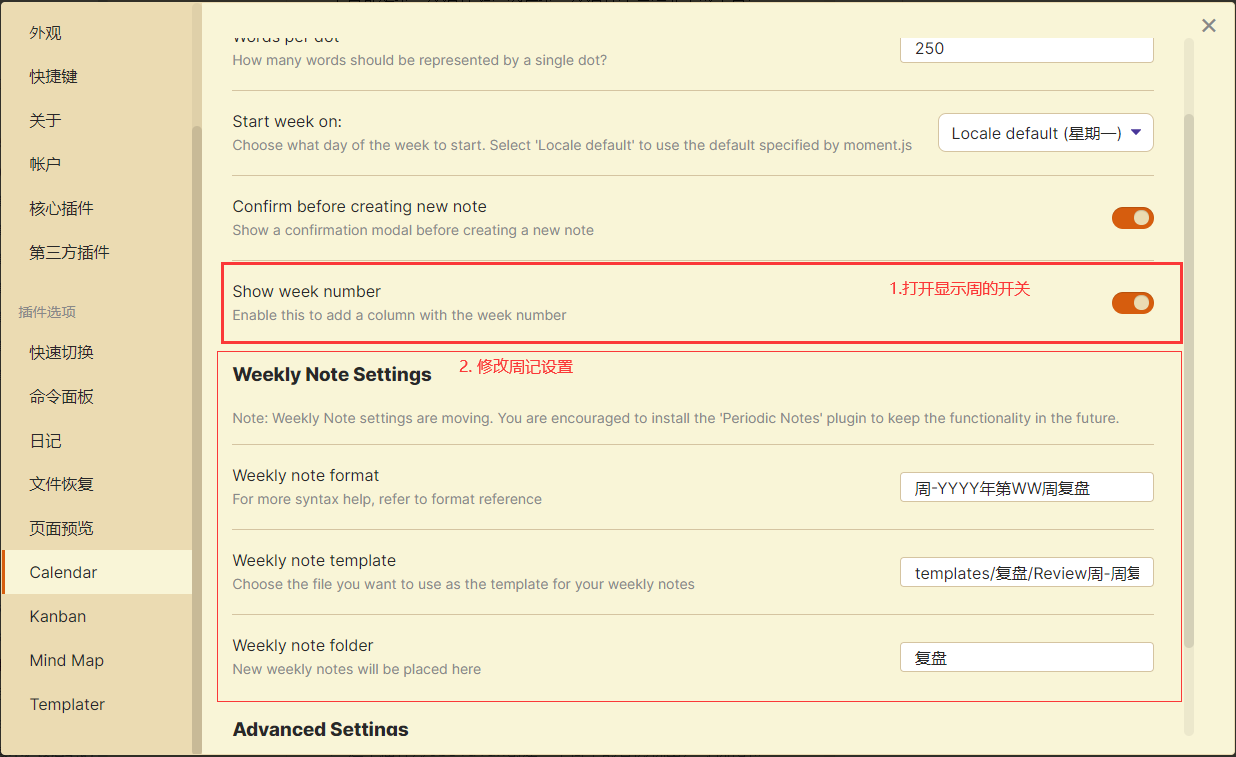 外观
快捷键
关于
帐户
核心插件
第三方插件
插件选项
快速切换
命令面板
日记
文件恢复
页面预览
Calendar
Kanban
Mind Map
Templater
Words per dot
How many words should be represented by a single dot?
250
Start week on:
Choose what day of the week to start. Select 'Locale default' to use the default specified by moment.js
Locale default (星期一)
Confirm before creating new note
Show a confirmation modal before creating a new note
Show week number
Enable this to add a column with the week number
1.打开显示周的开关
Weekly Note Settings
2. 修改周记设置
Note: Weekly Note settings are moving. You are encouraged to install the 'Periodic Notes' plugin to keep the functionality in the future.
Weekly note format
For more syntax help, refer to format reference
周-YYYY年第WW周复盘
Weekly note template
Choose the file you want to use as the template for your weekly notes
templates/复盘/Review周-周复
Weekly note folder
New weekly notes will be placed here
复盘
Advanced Settings